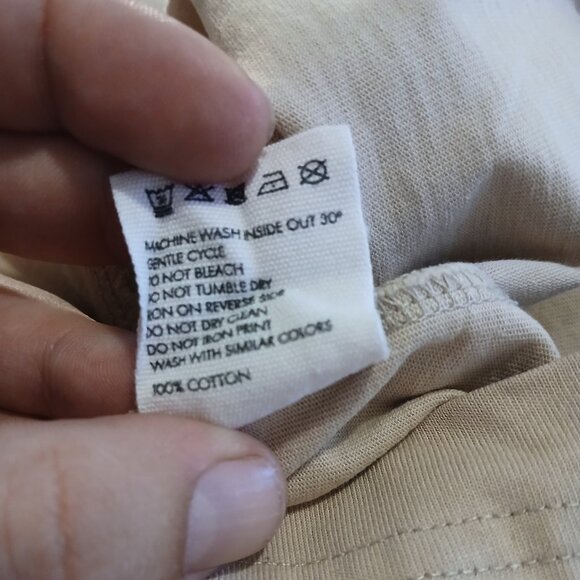 MACHINE WASH INSIDE OUT 30°
GENTLE CYCLE
DO NOT BLEACH
DO NOT TUMBLE DRY
IRON ON REVERSE SIDE
DO NOT DRY CLEAN
DO NOT IRON PRINT
WASH WITH SIMILAR COLORS
100% COTTON